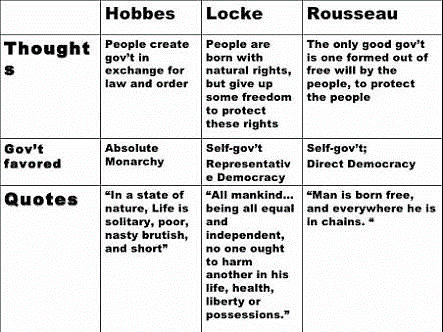 Hobbes Locke Rousseau
Thought
s
People create
gov’t in
exchange for
law and order
People are
born with
natural rights,
but give up
some freedom
to protect
these rights
The only good gov’t
is one formed out of
free will by the
people, to protect
the people
Gov’t
favored
Absolute
Monarchy
Self-gov’t
Representativ
e Democracy
Self-gov’t;
Direct Democracy
Quotes
“In a state of
nature, Life is
solitary, poor,
nasty brutish,
and short”
“All mankind…
being all equal
and
independent,
no one ought
to harm
another in his
life, health,
liberty or
possessions.”
“Man is born free,
and everywhere he is
in chains. “